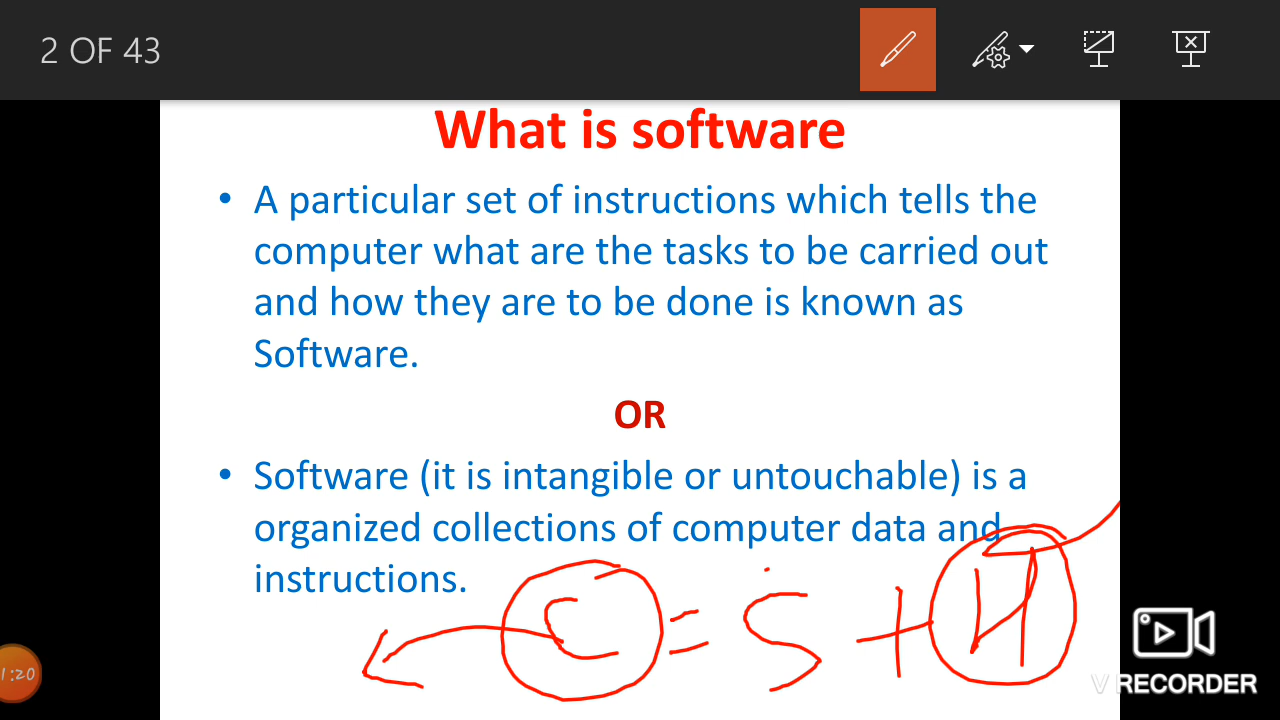 2 OF 43
What is software
• A particular set of instructions which tells the
computer what are the tasks to be carried out
and how they are to be done is known as
Software.
OR
• Software (it is intangible or untouchable) is a
organized collections of computer data and
instructions.
C = S + H
1:20
V RECORDER